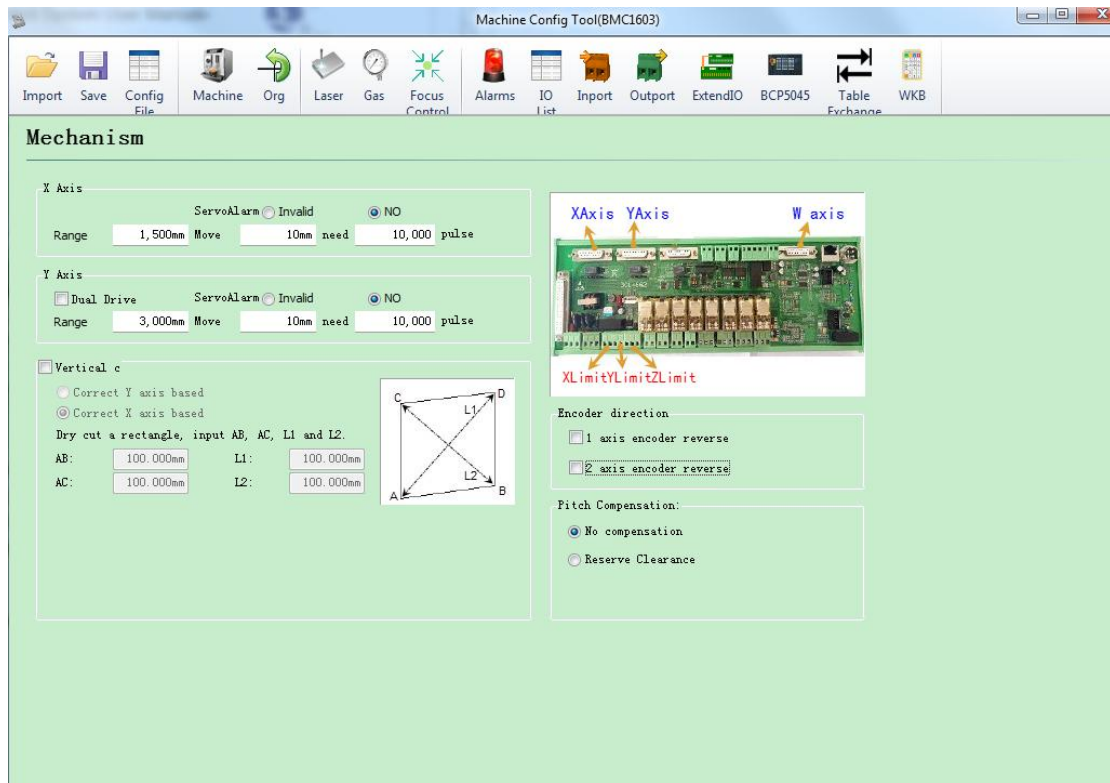 Machine Config Tool(BMC1603)
Import Save Config File Machine Org Laser Gas Focus Control Alarms IO List Inport Outport ExtendIO BCP5045 Table Exchange WKB
Mechanism
X Axis
ServoAlarm Invalid NO
Range 1,500mm Move 10mm need 10,000 pulse
Y Axis
Dual Drive ServoAlarm Invalid NO
Range 3,000mm Move 10mm need 10,000 pulse
Vertical c
Correct Y axis based
Correct X axis based
Dry cut a rectangle, input AB, AC, L1 and L2.
AB: 100.000mm L1: 100.000mm
AC: 100.000mm L2: 100.000mm
C D
L1
L2
A B
XAxis YAxis W axis
XLimitYLimitZLimit
Encoder direction
1 axis encoder reverse
2 axis encoder reverse
Pitch Compensation:
No compensation
Reserve Clearance